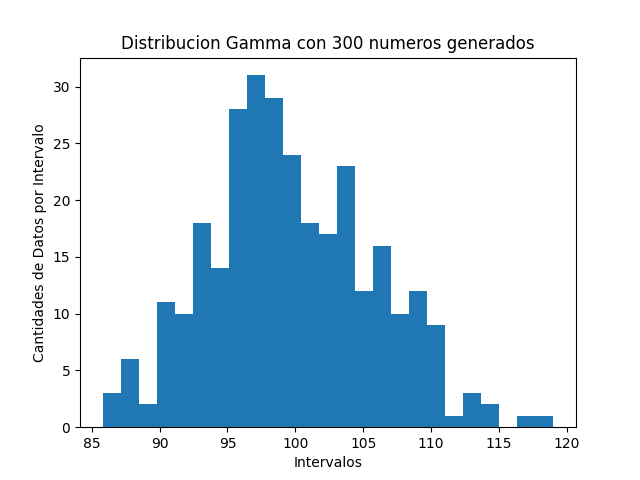 Distribucion Gamma con 300 numeros generados
30
25
20
15
10
5
0
Cantidades de Datos por Intervalo
85 90 95 100 105 110 115 120
Intervalos